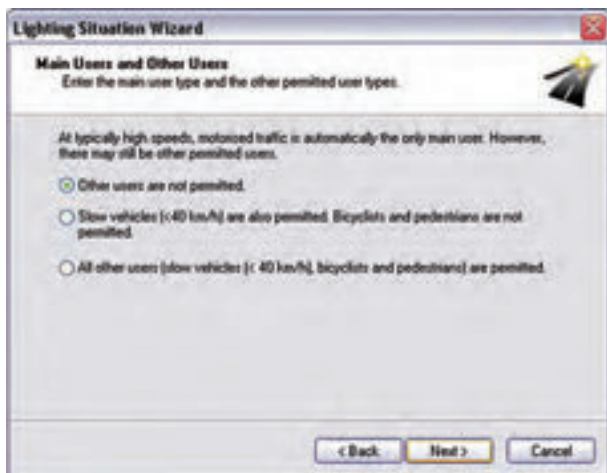 Lighting Situation Wizard
Main Users and Other Users
Enter the main user type and the other permitted user types.
At typically high speeds, motorised traffic is automatically the only main user. However,
there may still be other permitted users.
Other users are not permitted.
Slow vehicles (<40 km/h) are also permitted. Bicyclists and pedestrians are not
permitted.
All other users (slow vehicles (< 40 km/h), bicyclists and pedestrians) are permitted.
< Back Next > Cancel